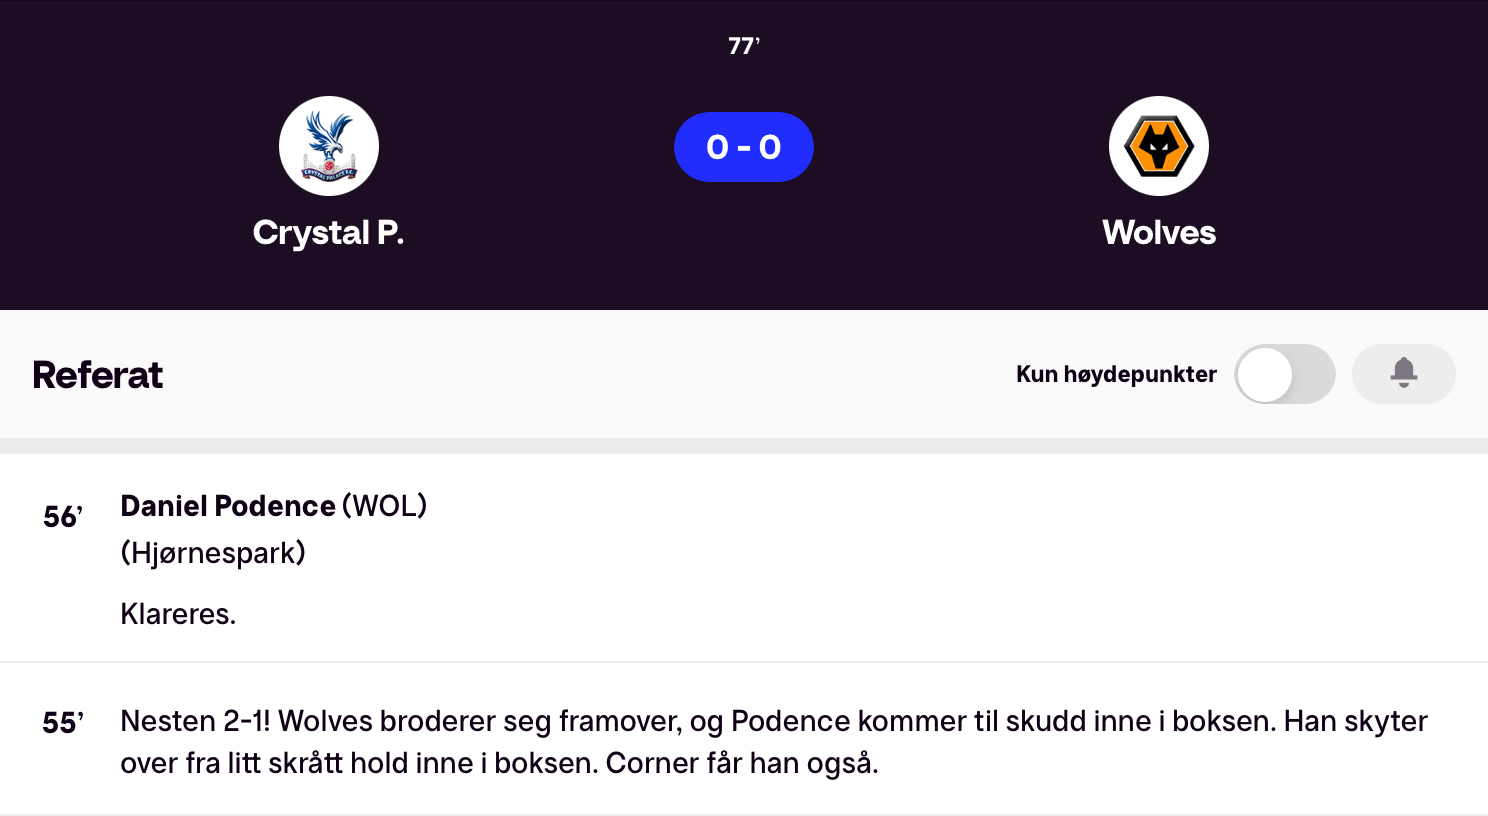 77’
0 - 0
Crystal P.
Wolves
CRYSTAL PALACE F.C.
Referat
Kun høydepunkter
56’
Daniel Podence (WOL)
(Hjørnespark)
Klareres.
55’
Nesten 2-1! Wolves broderer seg framover, og Podence kommer til skudd inne i boksen. Han skyter
over fra litt skrått hold inne i boksen. Corner får han også.